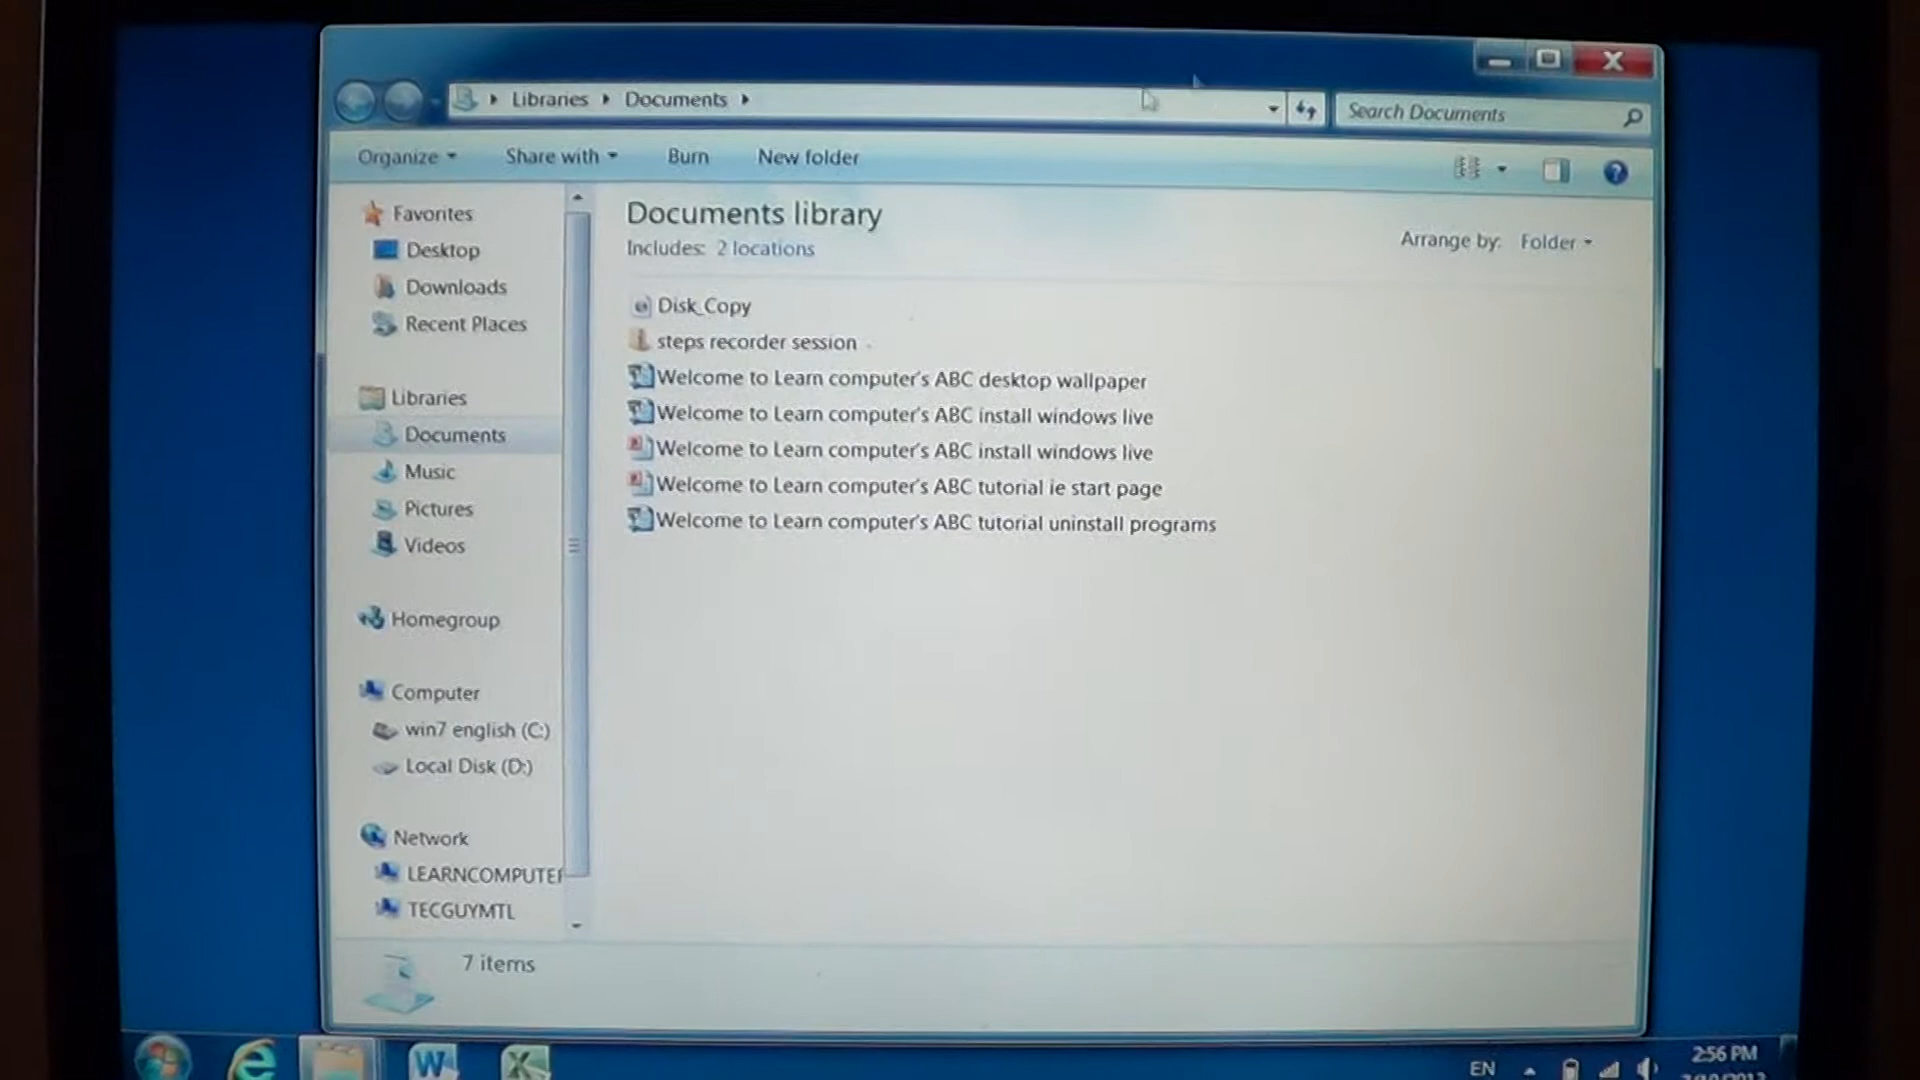 Libraries Documents
Search Documents
Organize Share with Burn New folder
Favorites
Desktop
Downloads
Recent Places
Libraries
Documents
Music
Pictures
Videos
Homegroup
Computer
win7 english (C:)
Local Disk (D:)
Network
LEARNCOMPUTER
TECGUYMTL
Documents library
Includes: 2 locations
Arrange by: Folder
Disk_Copy
steps recorder session
Welcome to Learn computer's ABC desktop wallpaper
Welcome to Learn computer's ABC install windows live
Welcome to Learn computer's ABC install windows live
Welcome to Learn computer's ABC tutorial ie start page
Welcome to Learn computer's ABC tutorial uninstall programs
7 items
EN
2:56 PM